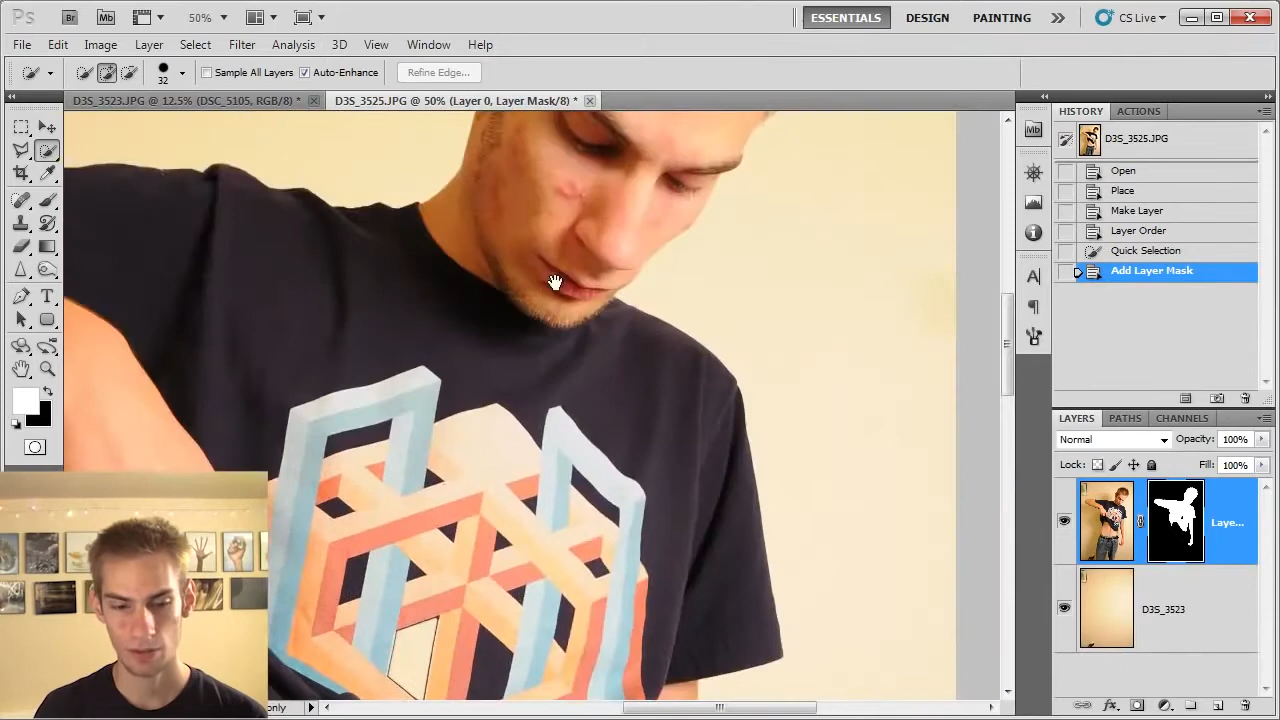 Ps Br Mb 50% ESSENTIALS DESIGN PAINTING CS Live
File Edit Image Layer Select Filter Analysis 3D View Window Help
32 Sample All Layers Auto-Enhance Refine Edge...
D3S_3523.JPG @ 12.5% (DSC_5105, RGB/8) * D3S_3525.JPG @ 50% (Layer 0, Layer Mask/8) *
HISTORY ACTIONS
D3S_3525.JPG
Open
Place
Make Layer
Layer Order
Quick Selection
Add Layer Mask
LAYERS PATHS CHANNELS
Normal Opacity: 100%
Lock: Fill: 100%
Laye...
D3S_3523
only